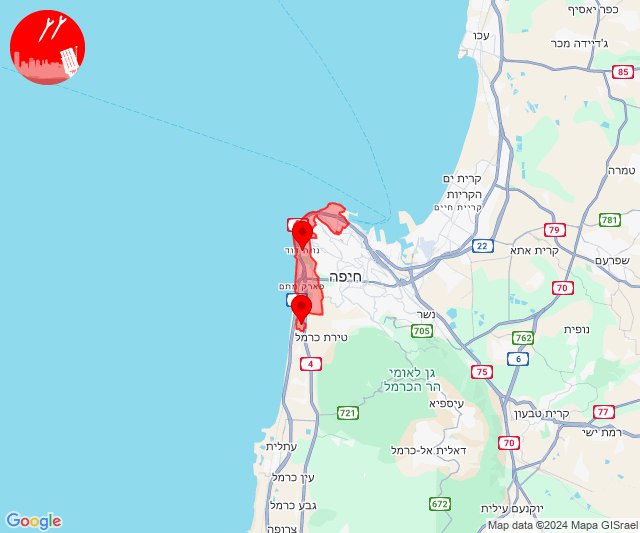 כפר יאסיף
עכו
ג'דיידה מכר
85
קרית ים
הקריות
קריית חיים
טמרה
781
79
22
קרית אתא
שפרעם
70
חיפה
פארק מתם
נשר
705
נופית
762
6
טירת כרמל
4
גן לאומי
הר הכרמל
75
עיספיא
721
קרית טבעון
77
רמת ישי
70
דאלית אל-כרמל
עתלית
עין כרמל
גבע כרמל
672
יוקנעם עילית
צרופה
Google
Map data ©2024 Mapa GISrael